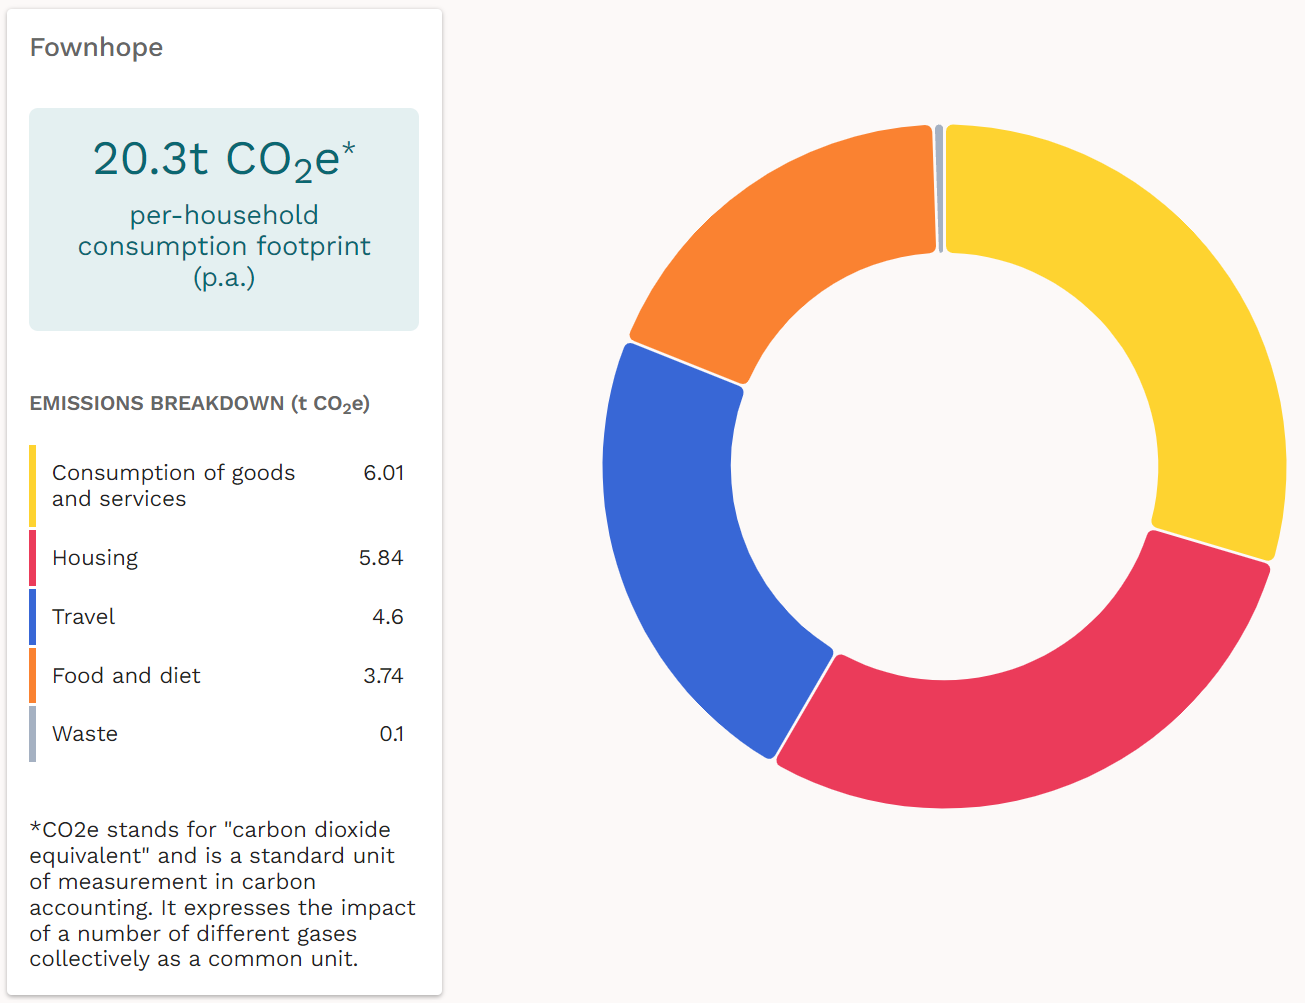 Fownhope
20.3t CO₂e*
per-household
consumption footprint
(p.a.)
EMISSIONS BREAKDOWN (t CO₂e)
Consumption of goods 6.01
and services
Housing 5.84
Travel 4.6
Food and diet 3.74
Waste 0.1
*CO2e stands for "carbon dioxide
equivalent" and is a standard unit
of measurement in carbon
accounting. It expresses the impact
of a number of different gases
collectively as a common unit.